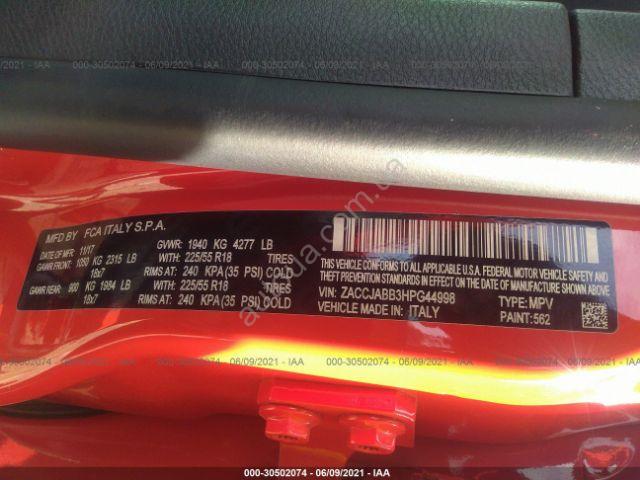 000-30502074 | 06/09/2021 | IAA
MFD BY FCA ITALY S.P.A.
DATE OF MFR: 11/17
GVWR: 1940 KG 4277 LB
GAWR FRONT: 1050 KG 2315 LB WITH: 225/55 R18 TIRES
18x7 RIMS AT: 240 KPA(35 PSI) COLD
GAWR REAR: 900 KG 1984 LB WITH: 225/55 R18 TIRES
18x7 RIMS AT: 240 KPA(35 PSI) COLD
THIS VEHICLE CONFORMS TO ALL APPLICABLE U.S.A. FEDERAL MOTOR VEHICLE SAFETY, BUMPER, AND
THEFT PREVENTION STANDARDS IN EFFECT ON THE DATE
OF MANUFACTURE SHOWN ABOVE.
VIN: ZACCJABB3HPG44998 TYPE: MPV
VEHICLE MADE IN: ITALY PAINT: 562
autoua.com.ua
000-30502074 | 06/09/2021 | IAA